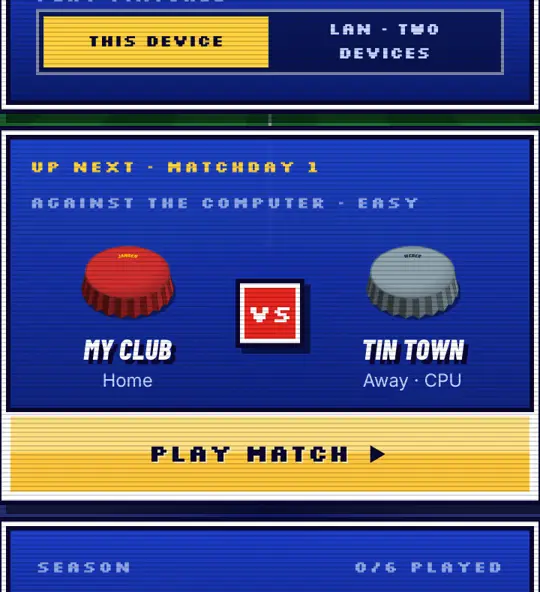 THIS DEVICE
LAN · TWO
DEVICES
UP NEXT · MATCHDAY 1
AGAINST THE COMPUTER · EASY
VS
MY CLUB
TIN TOWN
Home
Away · CPU
PLAY MATCH ▶
SEASON
0/6 PLAYED